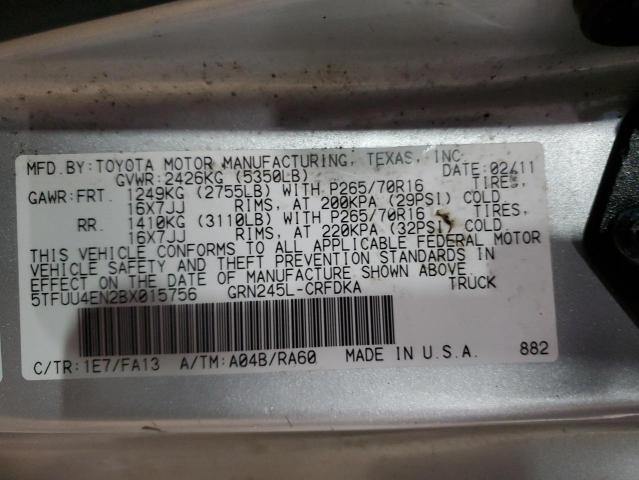 MFD. BY: TOYOTA MOTOR MANUFACTURING, TEXAS, INC. DATE: 02/11
GVWR: 2426KG (5350LB)
GAWR: FRT. 1249KG (2755LB) WITH P265/70R16 TIRES,
16X7JJ RIMS, AT 200KPA (29PSI) COLD
RR. 1410KG (3110LB) WITH P265/70R16 TIRES,
16X7JJ RIMS, AT 220KPA (32PSI) COLD
THIS VEHICLE CONFORMS TO ALL APPLICABLE FEDERAL MOTOR
VEHICLE SAFETY AND THEFT PREVENTION STANDARDS IN
EFFECT ON THE DATE OF MANUFACTURE SHOWN ABOVE
5TFUU4EN2BX015756 GRN245L-CRFDKA TRUCK
C/TR: 1E7/FA13 A/TM: A04B/RA60 MADE IN U.S.A. 882